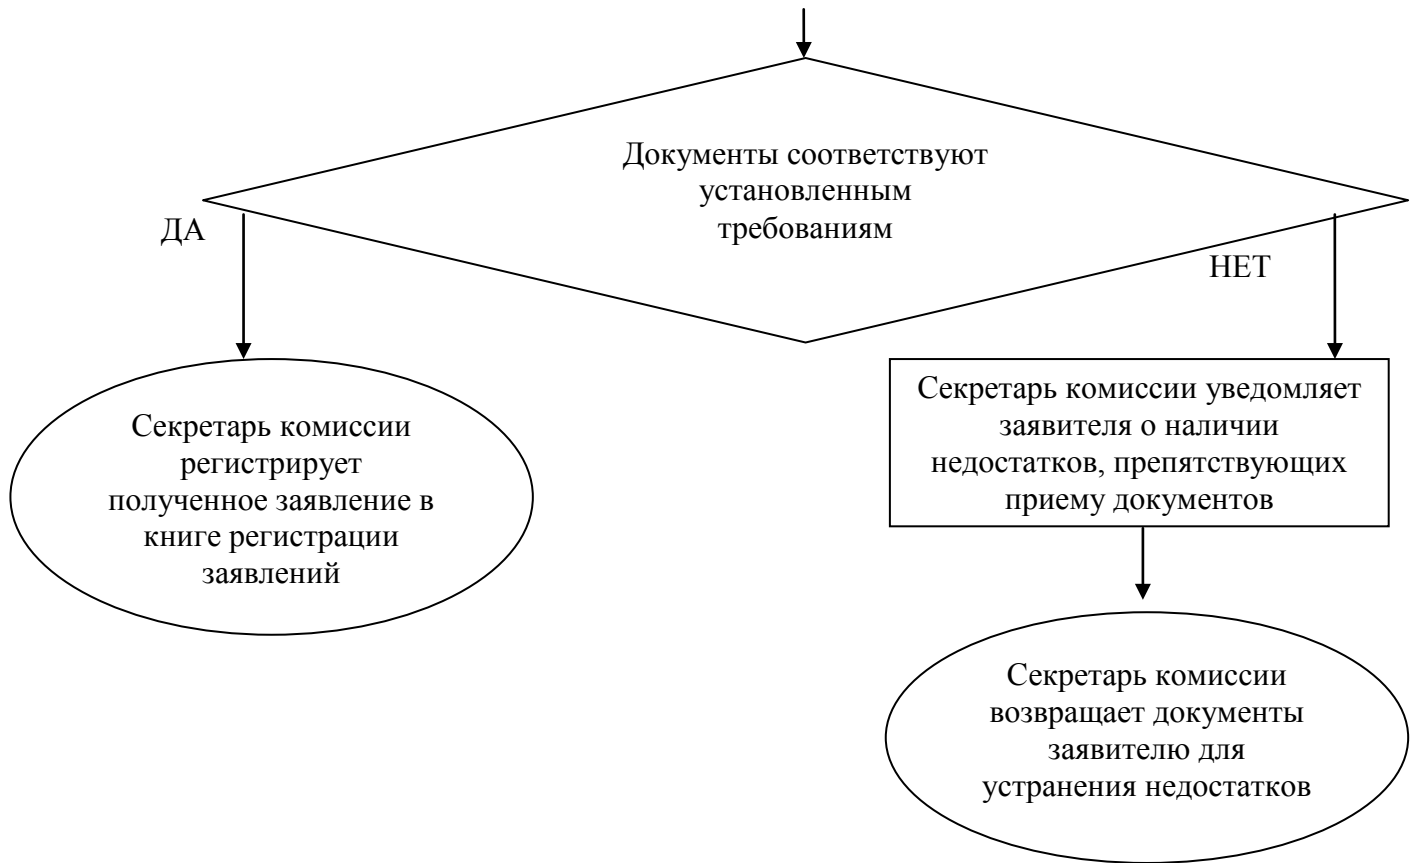 Документы соответствуют
установленным
требованиям
ДА
НЕТ
Секретарь комиссии
регистрирует
полученное заявление в
книге регистрации
заявлений
Секретарь комиссии уведомляет
заявителя о наличии
недостатков, препятствующих
приему документов
Секретарь комиссии
возвращает документы
заявителю для
устранения недостатков